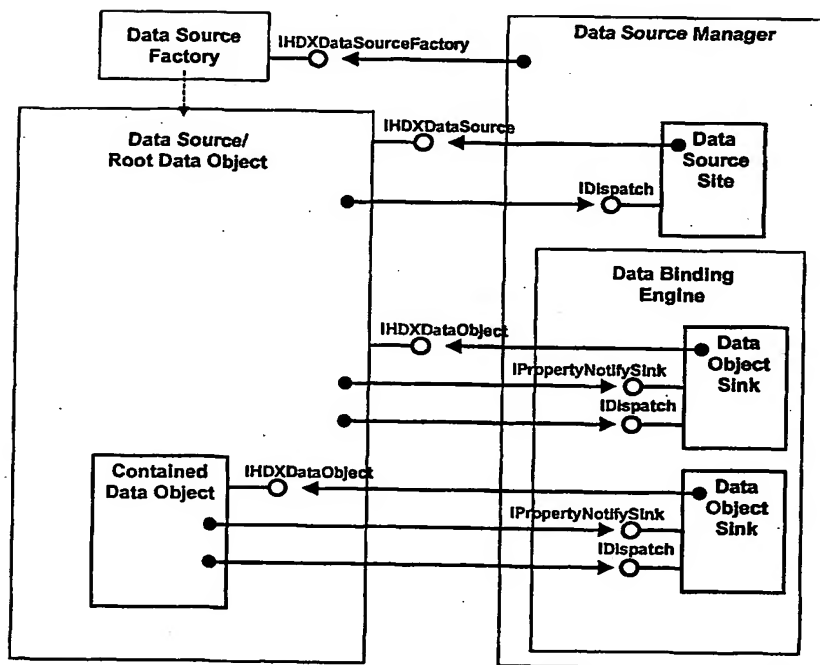 Data Source
Factory
IHDXDataSourceFactory
Data Source Manager
Data Source/
Root Data Object
IHDXDataSource
Data
Source
Site
IDispatch
Data Binding
Engine
IHDXDataObject
Data
Object
Sink
IPropertyNotifySink
IDispatch
Contained
Data Object
IHDXDataObject
Data
Object
Sink
IPropertyNotifySink
IDispatch